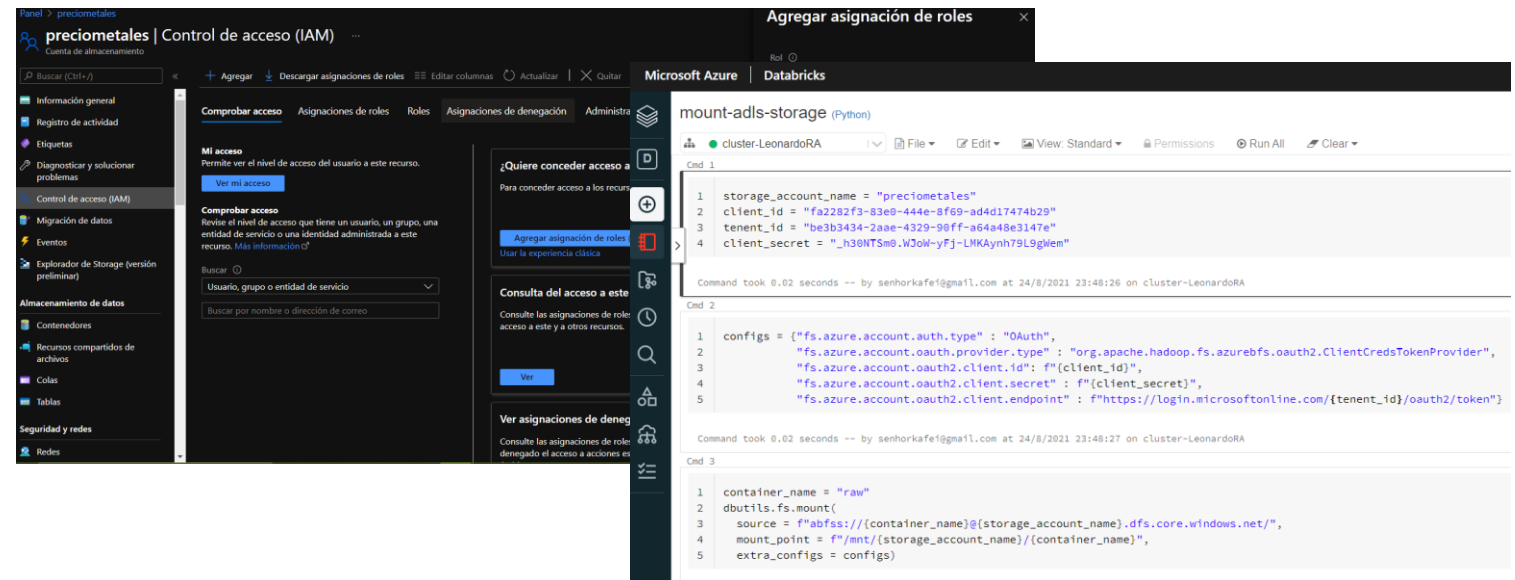 Panel > preciometales
preciometales | Control de acceso (IAM) ...
Cuenta de almacenamiento
Buscar (Ctrl+/)
Información general
Registro de actividad
Etiquetas
Diagnosticar y solucionar
problemas
Control de acceso (IAM)
Migración de datos
Eventos
Explorador de Storage (versión
preliminar)
Almacenamiento de datos
Contenedores
Recursos compartidos de
archivos
Colas
Tablas
Seguridad y redes
Redes
Agregar Descargar asignaciones de roles Editar columnas Actualizar Quitar
Comprobar acceso Asignaciones de roles Roles Asignaciones de denegación Administra
Mi acceso
Permite ver el nivel de acceso del usuario a este recurso.
Ver mi acceso
Comprobar acceso
Revise el nivel de acceso que tiene un usuario, un grupo, una
entidad de servicio o una identidad administrada a este
recurso. Más información
Buscar
Usuario, grupo o entidad de servicio
Buscar por nombre o dirección de correo
¿Quiere conceder acceso a
Para conceder acceso a los recurs
Agregar asignación de roles (
Usar la experiencia clásica
Consulta del acceso a este
Consulte las asignaciones de roles
acceso a este y a otros recursos.
Ver
Ver asignaciones de deneg
Consulte las asignaciones de roles
denegado el acceso a acciones es
Agregar asignación de roles
Rol
Microsoft Azure | Databricks
mount-adls-storage (Python)
cluster-LeonardoRA File Edit View: Standard Permissions Run All Clear
Cmd 1
1 storage_account_name = "preciometales"
2 client_id = "fa2282f3-83e0-444e-8f69-ad4d17474b29"
3 tenent_id = "be3b3434-2aae-4329-90ff-a64a48e3147e"
4 client_secret = "_h30NTSm0.WJoW~yFj-LMKAynh79L9gWem"
Command took 0.02 seconds -- by senhorkafei@gmail.com at 24/8/2021 23:48:26 on cluster-LeonardoRA
Cmd 2
1 configs = {"fs.azure.account.auth.type" : "OAuth",
2 "fs.azure.account.oauth.provider.type" : "org.apache.hadoop.fs.azurebfs.oauth2.ClientCredsTokenProvider",
3 "fs.azure.account.oauth2.client.id": f"{client_id}",
4 "fs.azure.account.oauth2.client.secret" : f"{client_secret}",
5 "fs.azure.account.oauth2.client.endpoint" : f"https://login.microsoftonline.com/{tenent_id}/oauth2/token"}
Command took 0.02 seconds -- by senhorkafei@gmail.com at 24/8/2021 23:48:27 on cluster-LeonardoRA
Cmd 3
1 container_name = "raw"
2 dbutils.fs.mount(
3 source = f"abfss://{container_name}@{storage_account_name}.dfs.core.windows.net/",
4 mount_point = f"/mnt/{storage_account_name}/{container_name}",
5 extra_configs = configs)